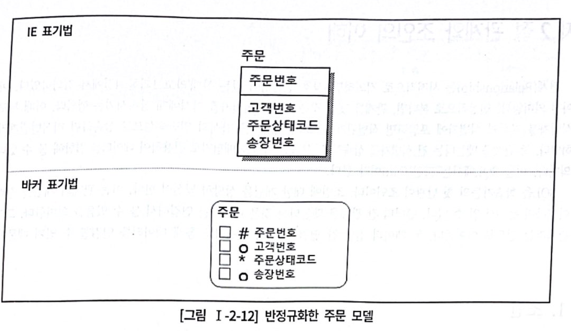 IE 표기법
주문
주문번호
고객번호
주문상태코드
송장번호
바커 표기법
주문
# 주문번호
o 고객번호
* 주문상태코드
o 송장번호
[그림 Ⅰ-2-12] 반정규화한 주문 모델